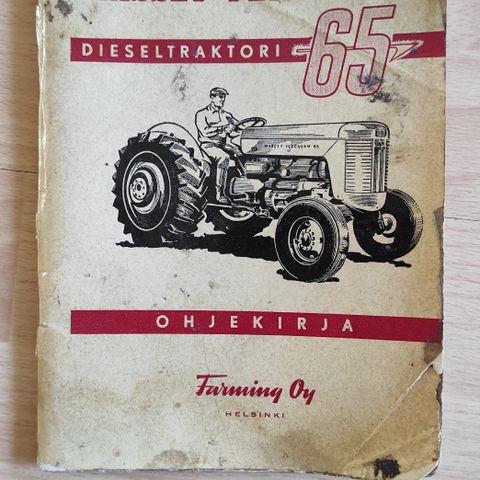 DIESELTRAKTORI 65
MASSEY-FERGUSON 65
OHJEKIRJA
Farming Oy
HELSINKI